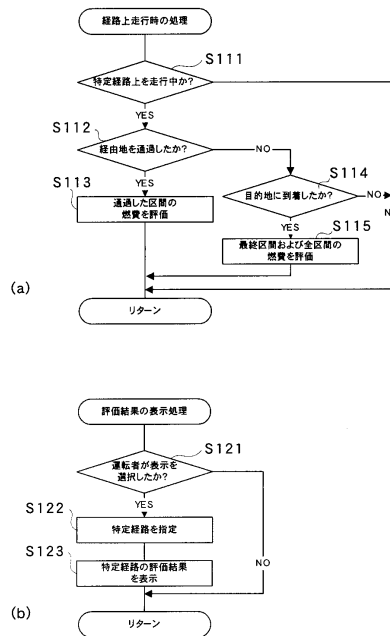 経路上走行時の処理
S111
特定経路上を走行中か?
YES
S112
経由地を通過したか?
NO
S114
YES
目的地に到着したか?
NO
N
S113
通過した区間の
燃費を評価
YES
S115
最終区間および全区間の
燃費を評価
(a)
リターン
評価結果の表示処理
S121
運転者が表示を
選択したか?
YES
S122
特定経路を指定
S123
特定経路の評価結果
を表示
NO
(b)
リターン